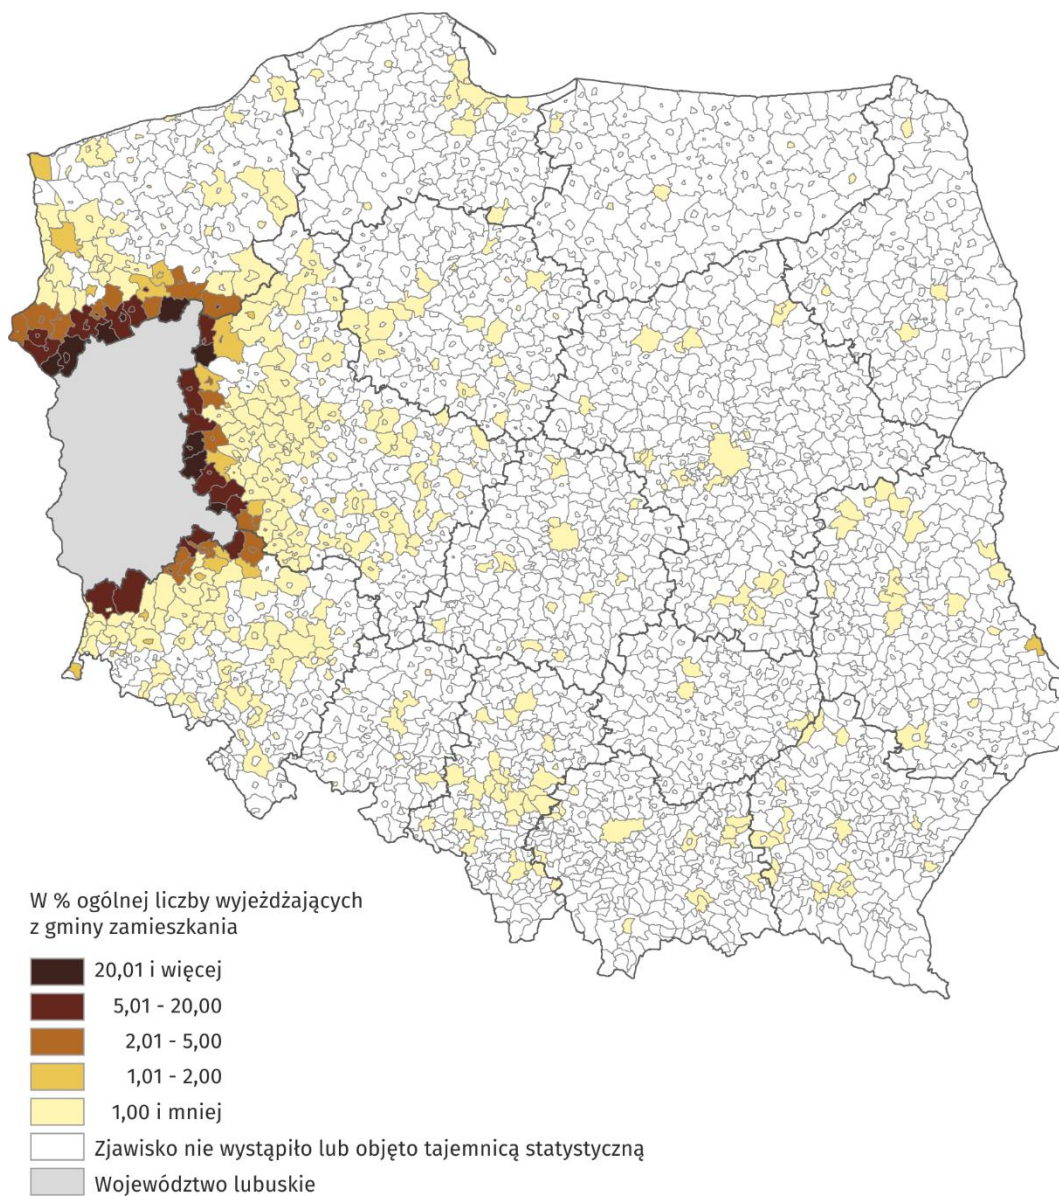 W % ogólnej liczby wyjeżdżających
z gminy zamieszkania
20,01 i więcej
5,01 - 20,00
2,01 - 5,00
1,01 - 2,00
1,00 i mniej
Zjawisko nie wystąpiło lub objęto tajemnicą statystyczną
Województwo lubuskie